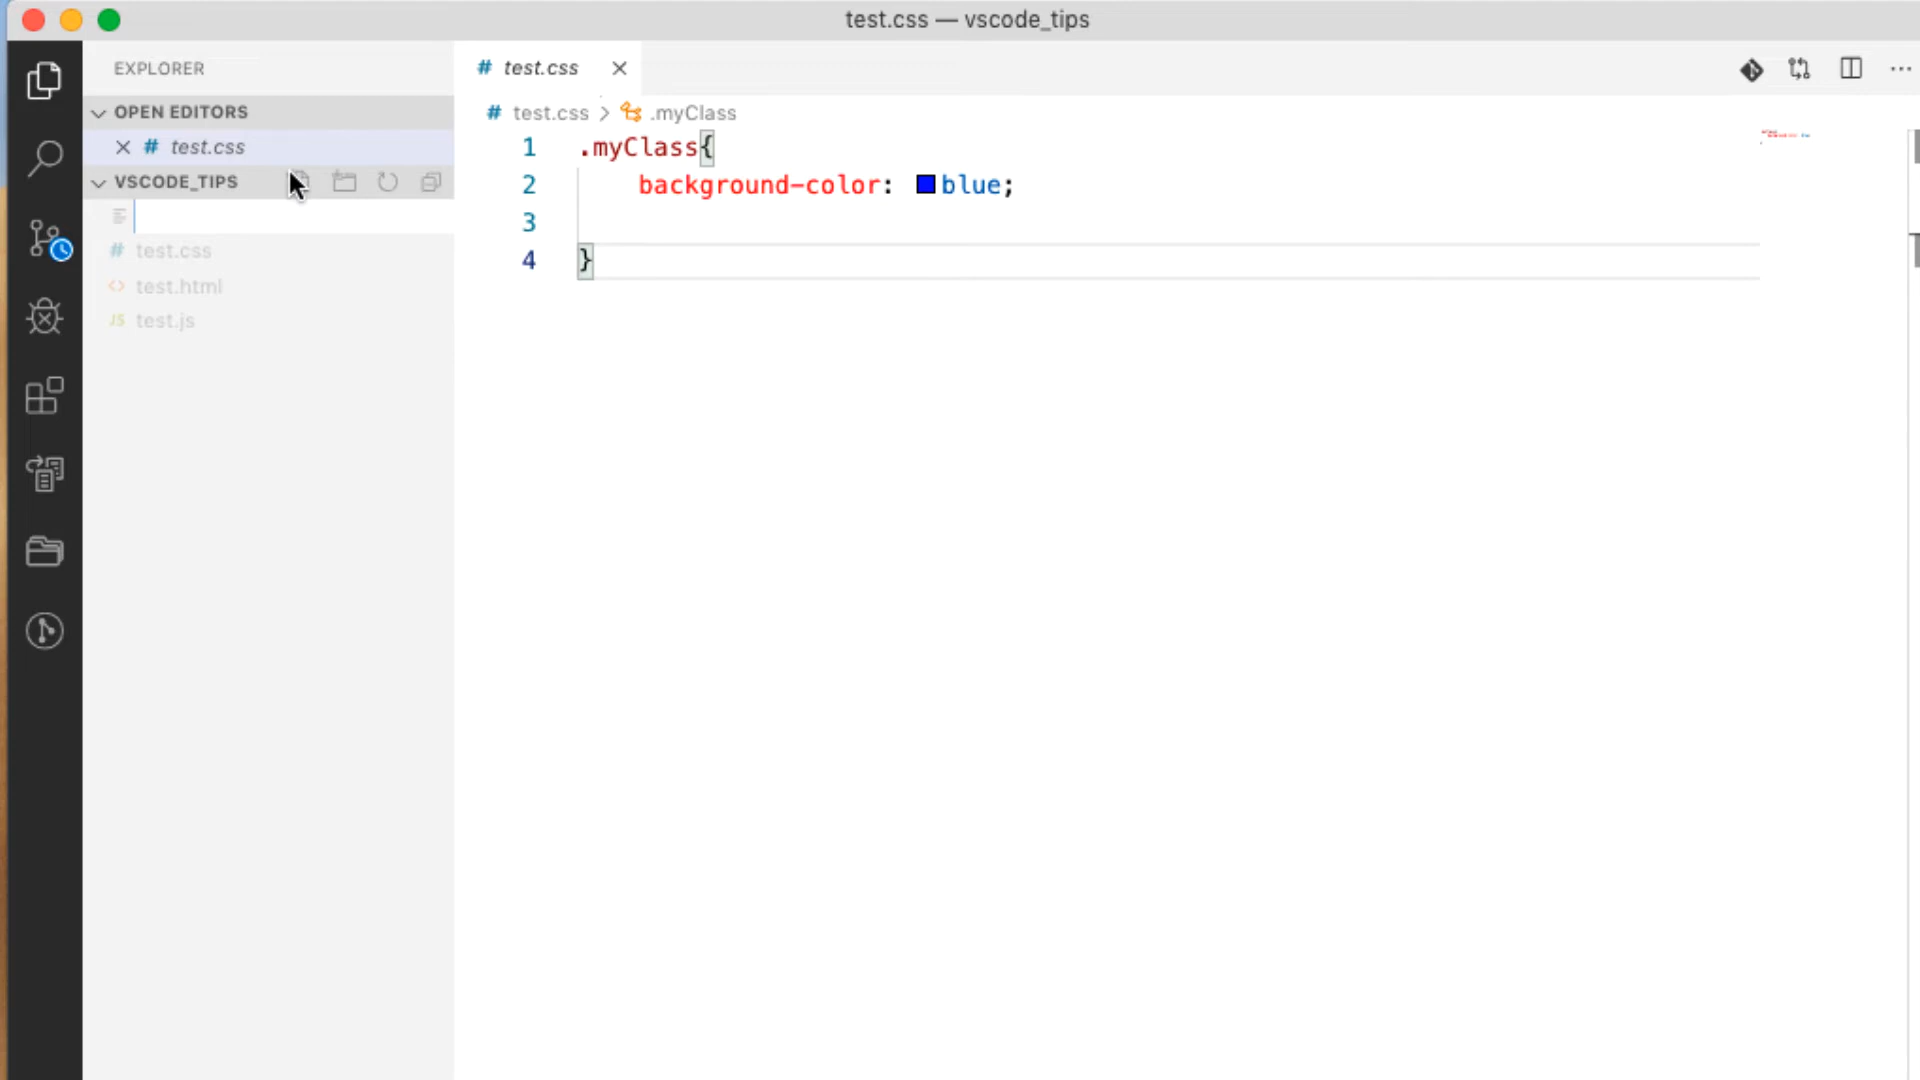 test.css — vscode_tips
EXPLORER
OPEN EDITORS
# test.css
VSCODE_TIPS
# test.css
<> test.html
JS test.js
# test.css
# test.css > .myClass
1 .myClass{
2 background-color: blue;
3
4 }